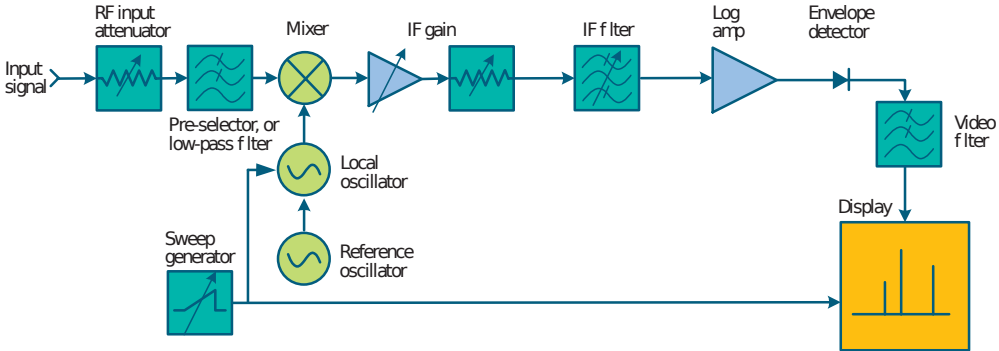 RF input
attenuator
Mixer
IF gain
IF f lter
Log
amp
Envelope
detector
Input
signal
Pre-selector, or
low-pass f lter
Video
f lter
Local
oscillator
Display
Sweep
generator
Reference
oscillator